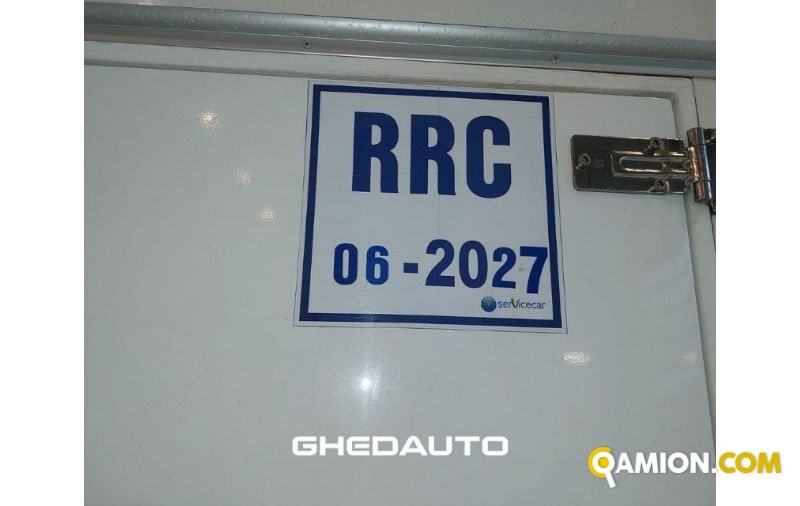 RRC
06-2027
servicecar
GHEDAUTO
QAMION.COM